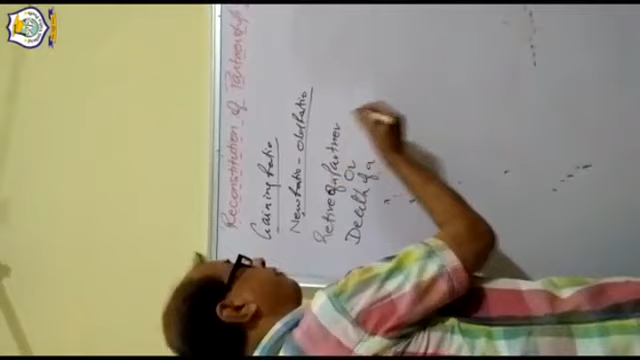 Reconstitution of Partnership
Gaining Ratio
New Ratio - Old Ratio
Retire of a Partner
Or
Death of a